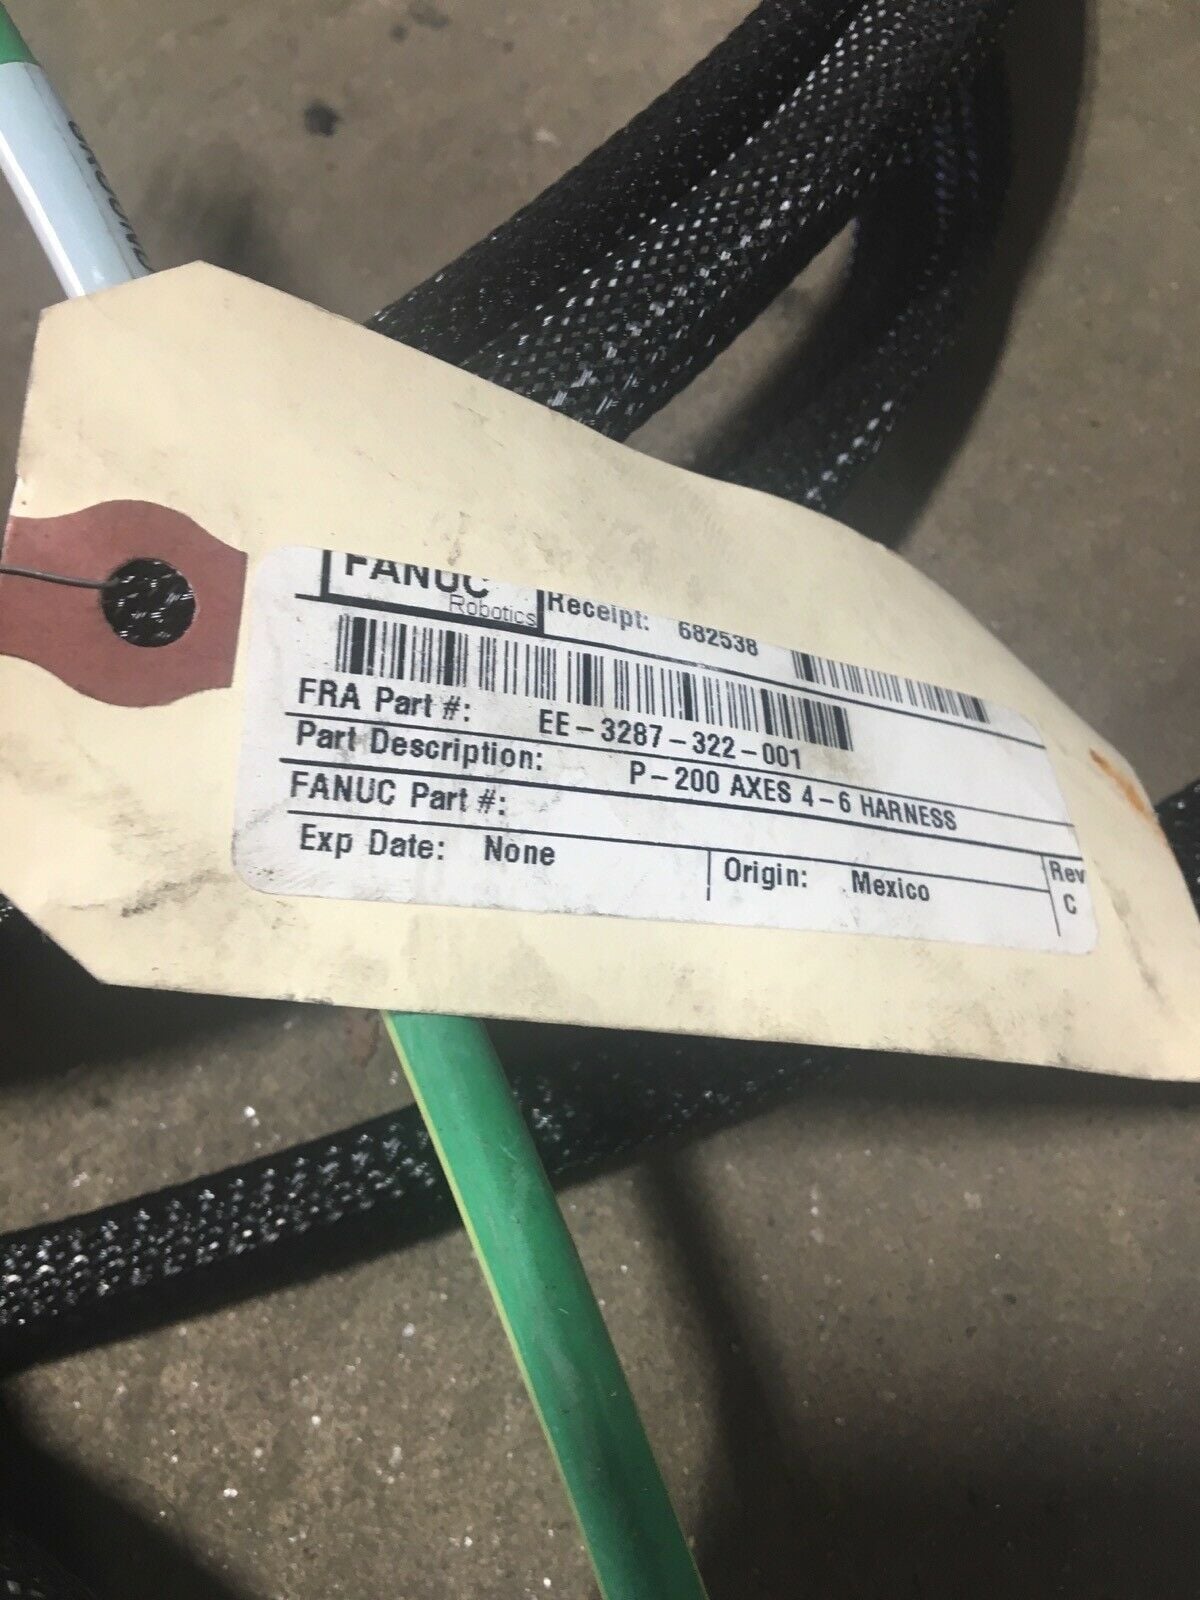 GROUND
FANUC
Robotics
Receipt: 682538
FRA Part #: EE-3287-322-001
Part Description: P-200 AXES 4-6 HARNESS
FANUC Part #:
Exp Date: None
Origin: Mexico
Rev
C